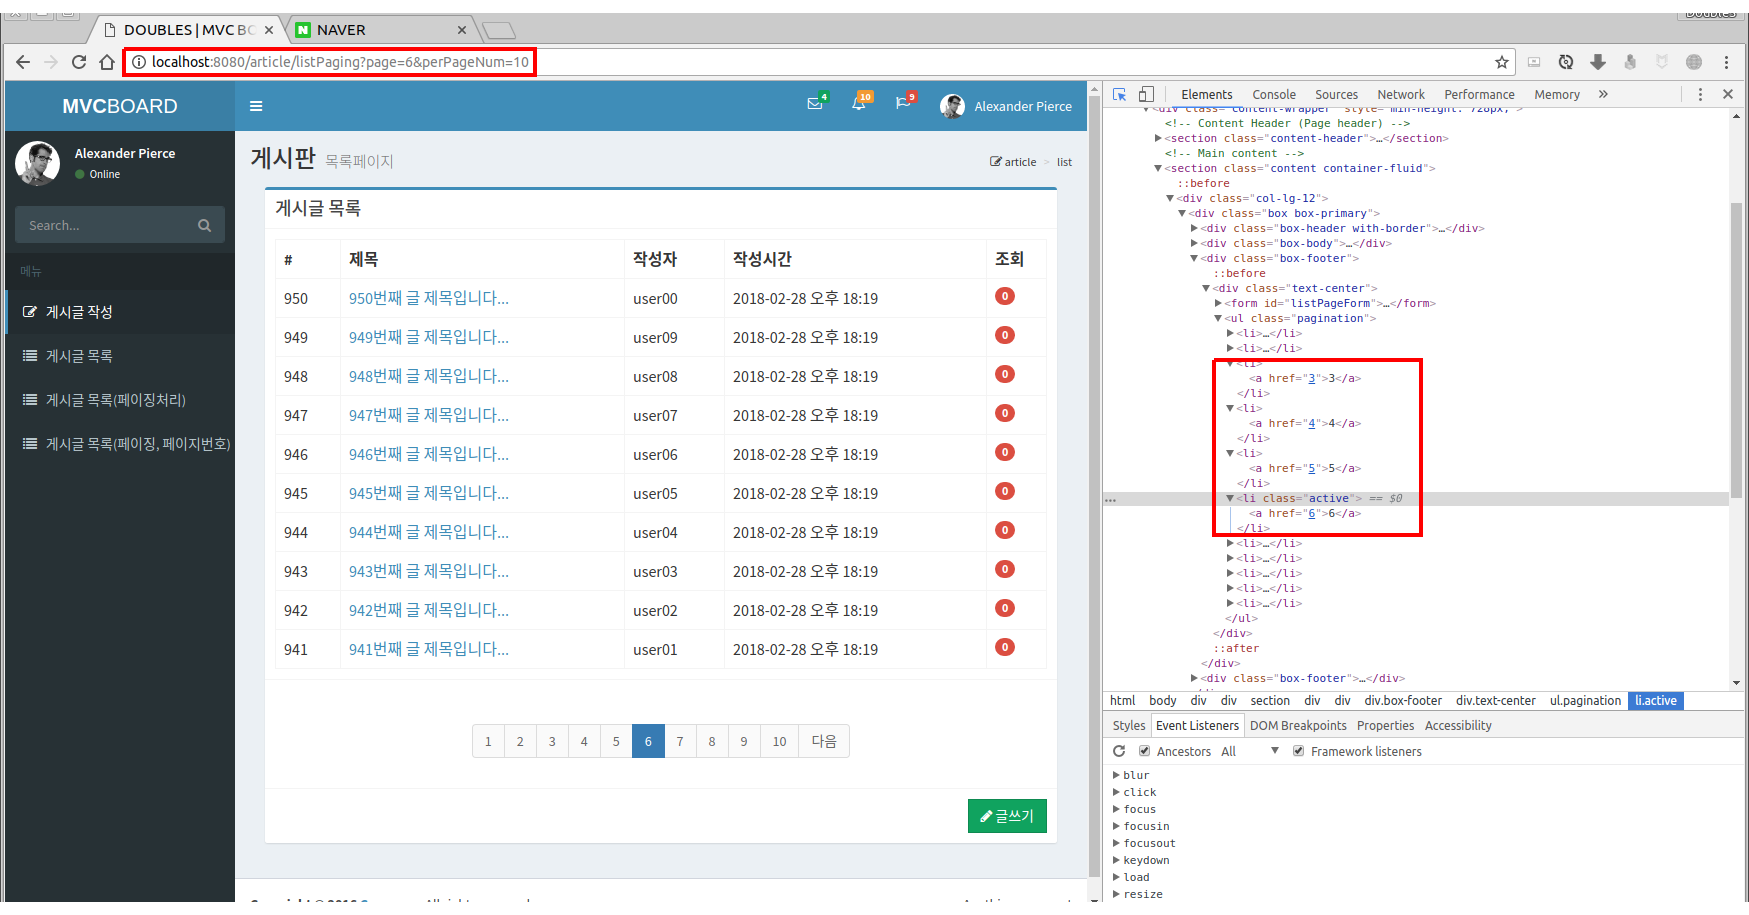 DOUBLES | MVC BC
NAVER
Doubles
localhost:8080/article/listPaging?page=6&perPageNum=10
MVCBOARD
4
10
9
Alexander Pierce
Alexander Pierce
Online
Search...
메뉴
게시글 작성
게시글 목록
게시글 목록(페이징처리)
게시글 목록(페이징, 페이지번호)
게시판 목록페이지
article > list
게시글 목록
# 제목 작성자 작성시간 조회
950 950번째 글 제목입니다... user00 2018-02-28 오후 18:19 0
949 949번째 글 제목입니다... user09 2018-02-28 오후 18:19 0
948 948번째 글 제목입니다... user08 2018-02-28 오후 18:19 0
947 947번째 글 제목입니다... user07 2018-02-28 오후 18:19 0
946 946번째 글 제목입니다... user06 2018-02-28 오후 18:19 0
945 945번째 글 제목입니다... user05 2018-02-28 오후 18:19 0
944 944번째 글 제목입니다... user04 2018-02-28 오후 18:19 0
943 943번째 글 제목입니다... user03 2018-02-28 오후 18:19 0
942 942번째 글 제목입니다... user02 2018-02-28 오후 18:19 0
941 941번째 글 제목입니다... user01 2018-02-28 오후 18:19 0
1 2 3 4 5 6 7 8 9 10 다음
글쓰기
Elements Console Sources Network Performance Memory »
<div class="content-wrapper" style="min-height: 728px;">
<!-- Content Header (Page header) -->
<section class="content-header">…</section>
<!-- Main content -->
<section class="content container-fluid">
::before
<div class="col-lg-12">
<div class="box box-primary">
<div class="box-header with-border">…</div>
<div class="box-body">…</div>
<div class="box-footer">
::before
<div class="text-center">
<form id="listPageForm">…</form>
<ul class="pagination">
<li>…</li>
<li>…</li>
<li>
<a href="3">3</a>
</li>
<li>
<a href="4">4</a>
</li>
<li>
<a href="5">5</a>
</li>
<li class="active"> == $0
<a href="6">6</a>
</li>
<li>…</li>
<li>…</li>
<li>…</li>
<li>…</li>
<li>…</li>
</ul>
</div>
::after
</div>
<div class="box-footer">…</div>
html body div div section div div div.box-footer div.text-center ul.pagination li.active
Styles Event Listeners DOM Breakpoints Properties Accessibility
Ancestors All Framework listeners
blur
click
focus
focusin
focusout
keydown
load
resize